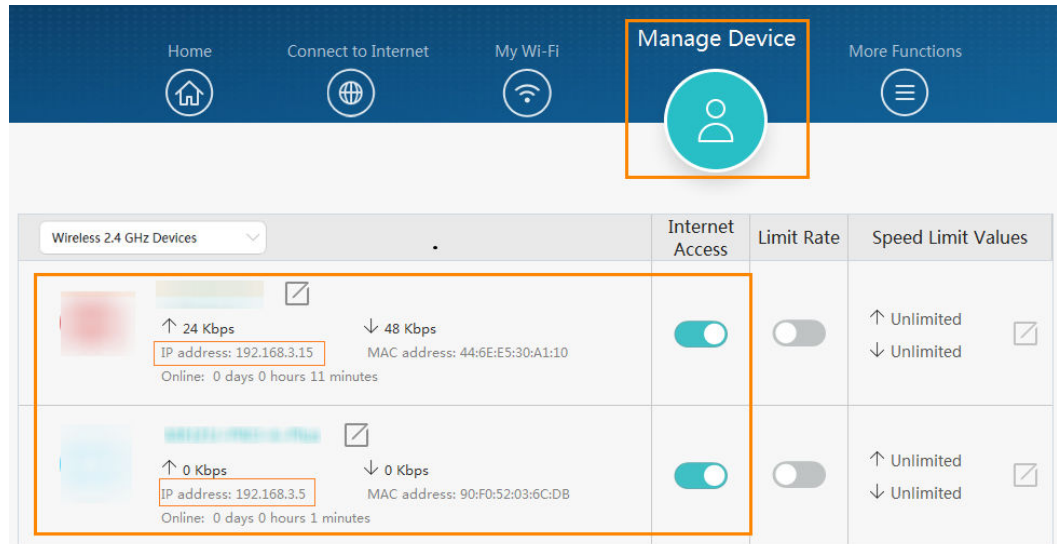 Home Connect to Internet My Wi-Fi Manage Device More Functions
Wireless 2.4 GHz Devices Internet Access Limit Rate Speed Limit Values
↑ 24 Kbps ↓ 48 Kbps ↑ Unlimited
IP address: 192.168.3.15 MAC address: 44:6E:E5:30:A1:10 ↓ Unlimited
Online: 0 days 0 hours 11 minutes
↑ 0 Kbps ↓ 0 Kbps ↑ Unlimited
IP address: 192.168.3.5 MAC address: 90:F0:52:03:6C:DB ↓ Unlimited
Online: 0 days 0 hours 1 minutes